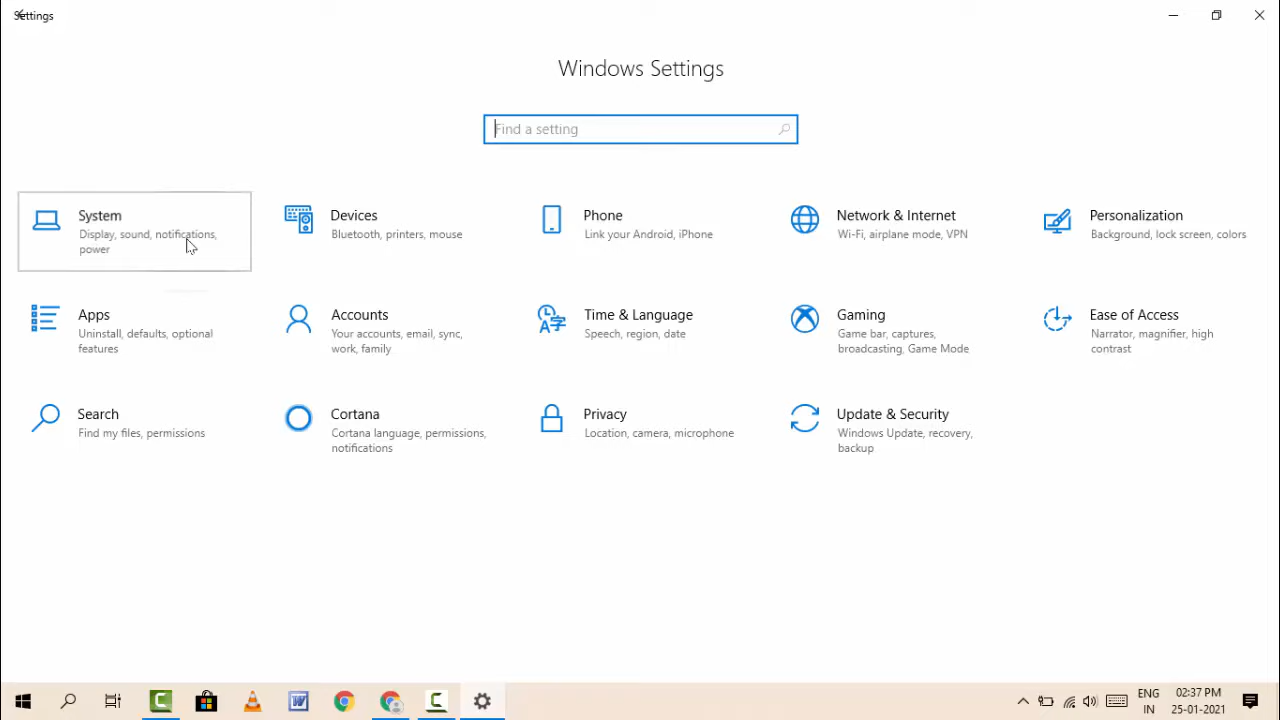 Settings
Windows Settings
Find a setting
System
Display, sound, notifications,
power
Devices
Bluetooth, printers, mouse
Phone
Link your Android, iPhone
Network & Internet
Wi-Fi, airplane mode, VPN
Personalization
Background, lock screen, colors
Apps
Uninstall, defaults, optional
features
Accounts
Your accounts, email, sync,
work, family
Time & Language
Speech, region, date
Gaming
Game bar, captures,
broadcasting, Game Mode
Ease of Access
Narrator, magnifier, high
contrast
Search
Find my files, permissions
Cortana
Cortana language, permissions,
notifications
Privacy
Location, camera, microphone
Update & Security
Windows Update, recovery,
backup
ENG
IN
02:37 PM
25-01-2021